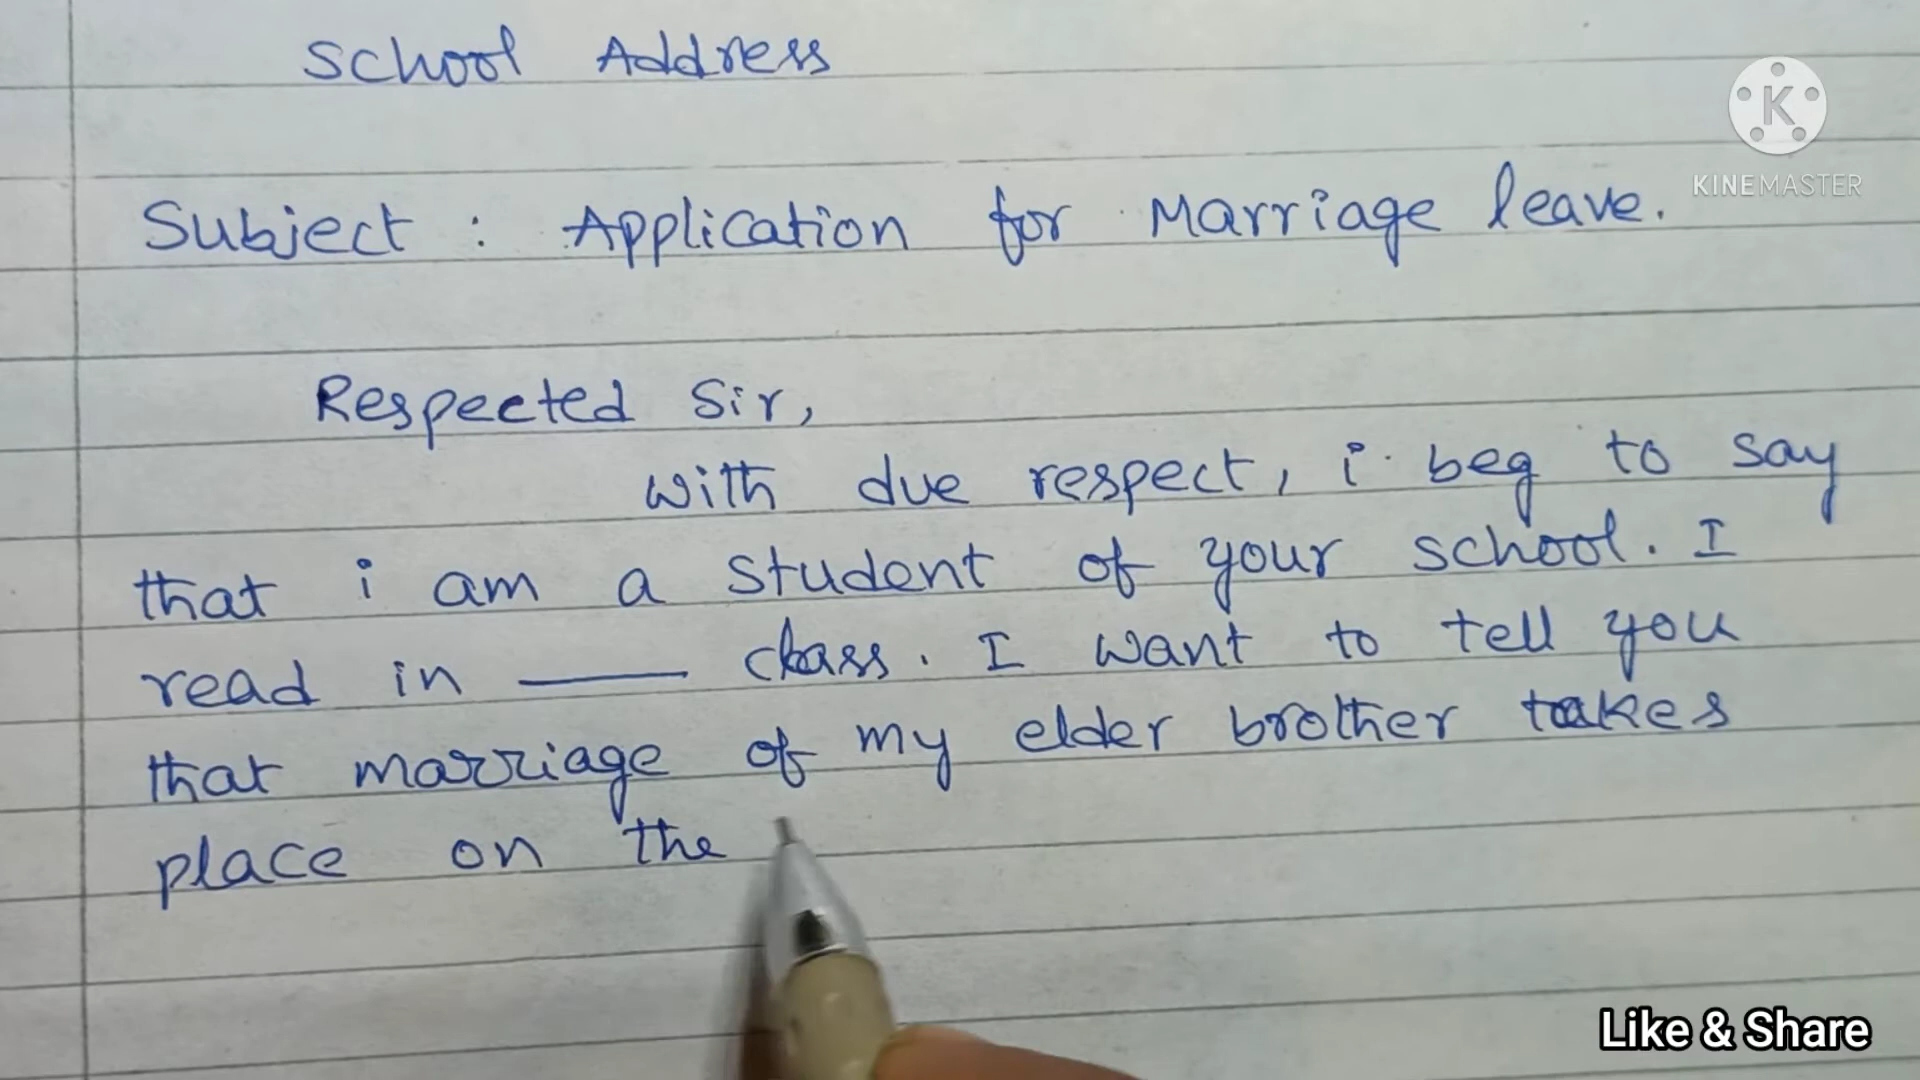 School Address
K
KINEMASTER
Subject : Application for Marriage leave.
Respected Sir,
With due respect, i beg to say
that i am a student of your school. I
read in ____ class. I want to tell you
that marriage of my elder brother takes
place on the
Like & Share